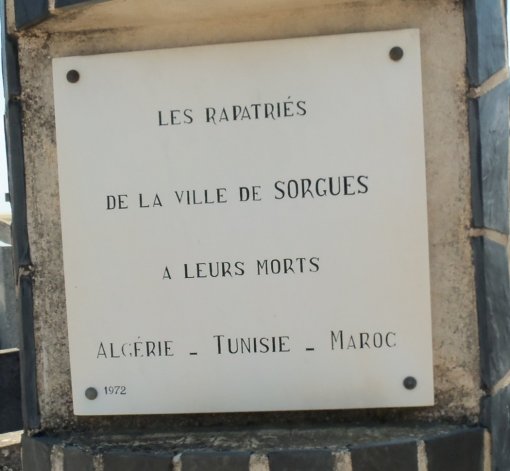 LES RAPATRIÉS
DE LA VILLE DE SORGUES
A LEURS MORTS
ALGÉRIE - TUNISIE - MAROC
1972